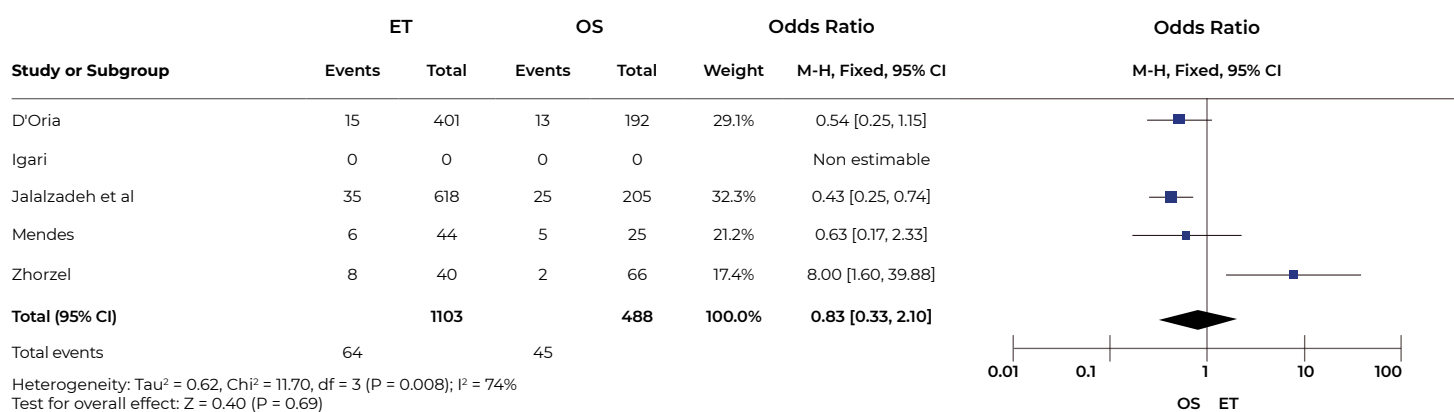 ET OS Odds Ratio Odds Ratio
Study or Subgroup Events Total Events Total Weight M-H, Fixed, 95% CI M-H, Fixed, 95% CI
D'Oria 15 401 13 192 29.1% 0.54 [0.25, 1.15]
Igari 0 0 0 0 Non estimable
Jalalzadeh et al 35 618 25 205 32.3% 0.43 [0.25, 0.74]
Mendes 6 44 5 25 21.2% 0.63 [0.17, 2.33]
Zhorzel 8 40 2 66 17.4% 8.00 [1.60, 39.88]
Total (95% CI) 1103 488 100.0% 0.83 [0.33, 2.10]
Total events 64 45
0.01 0.1 1 10 100
Heterogeneity: Tau² = 0.62, Chi² = 11.70, df = 3 (P = 0.008); I² = 74%
Test for overall effect: Z = 0.40 (P = 0.69)
OS ET